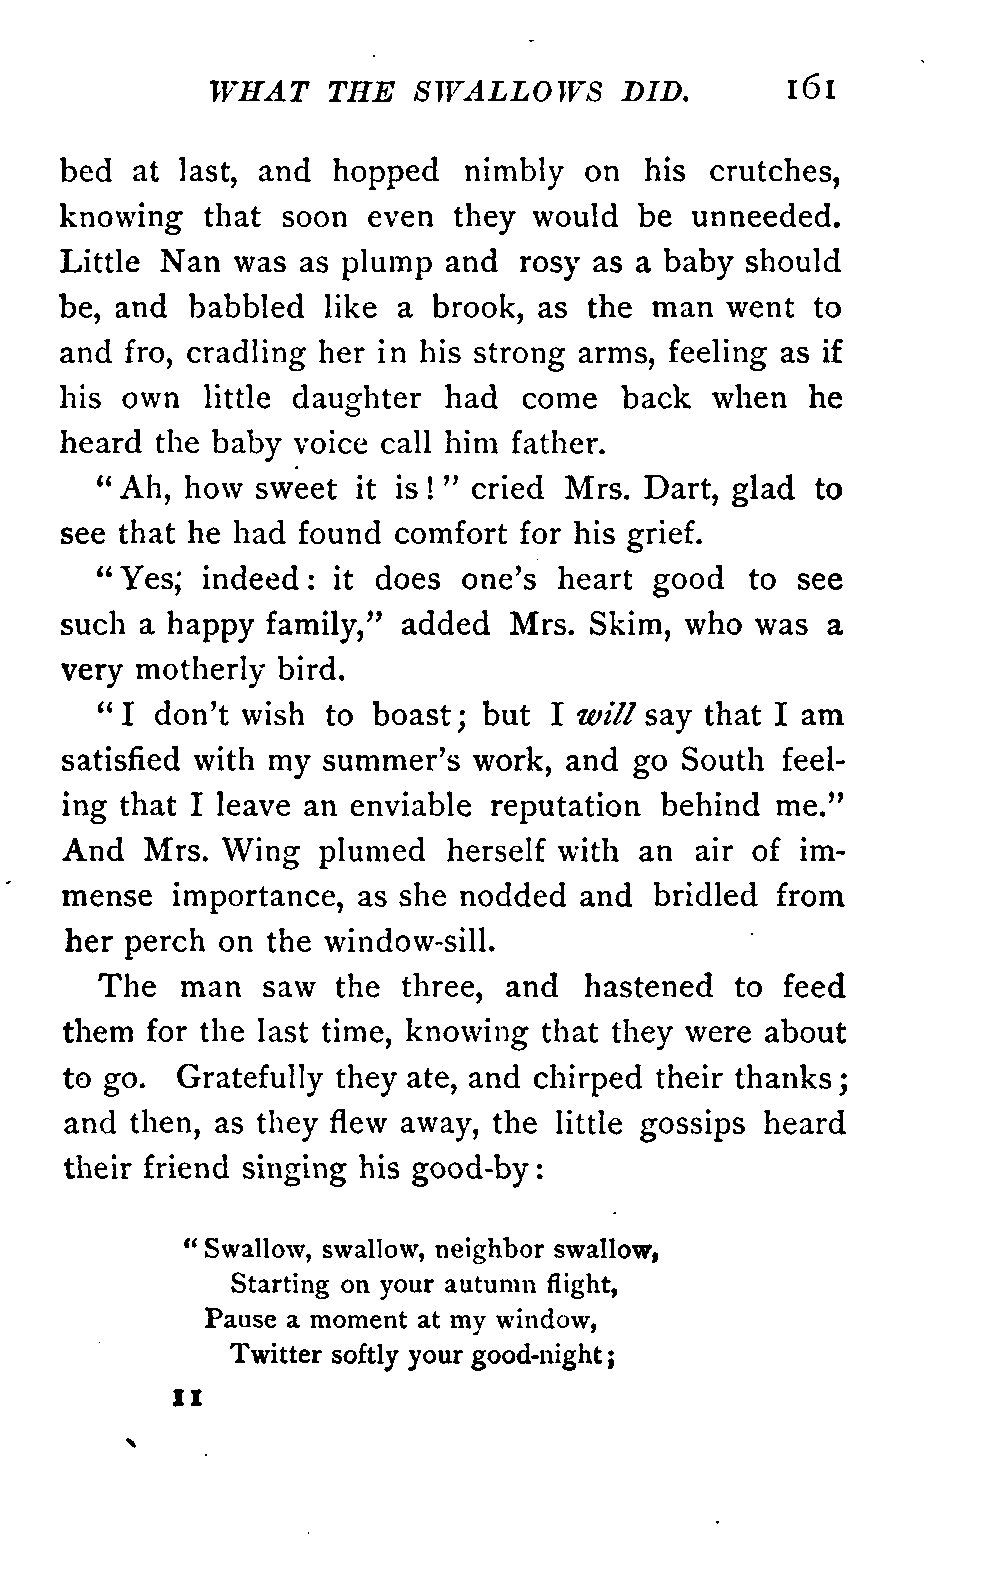 WHAT THE SWALLOWS DID. 161
bed at last, and hopped nimbly on his crutches,
knowing that soon even they would be unneeded.
Little Nan was as plump and rosy as a baby should
be, and babbled like a brook, as the man went to
and fro, cradling her in his strong arms, feeling as if
his own little daughter had come back when he
heard the baby voice call him father.
"Ah, how sweet it is!" cried Mrs. Dart, glad to
see that he had found comfort for his grief.
"Yes; indeed: it does one's heart good to see
such a happy family," added Mrs. Skim, who was a
very motherly bird.
"I don't wish to boast; but I will say that I am
satisfied with my summer's work, and go South feel-
ing that I leave an enviable reputation behind me."
And Mrs. Wing plumed herself with an air of im-
mense importance, as she nodded and bridled from
her perch on the window-sill.
The man saw the three, and hastened to feed
them for the last time, knowing that they were about
to go. Gratefully they ate, and chirped their thanks;
and then, as they flew away, the little gossips heard
their friend singing his good-by:
"Swallow, swallow, neighbor swallow,
Starting on your autumn flight,
Pause a moment at my window,
Twitter softly your good-night;
11